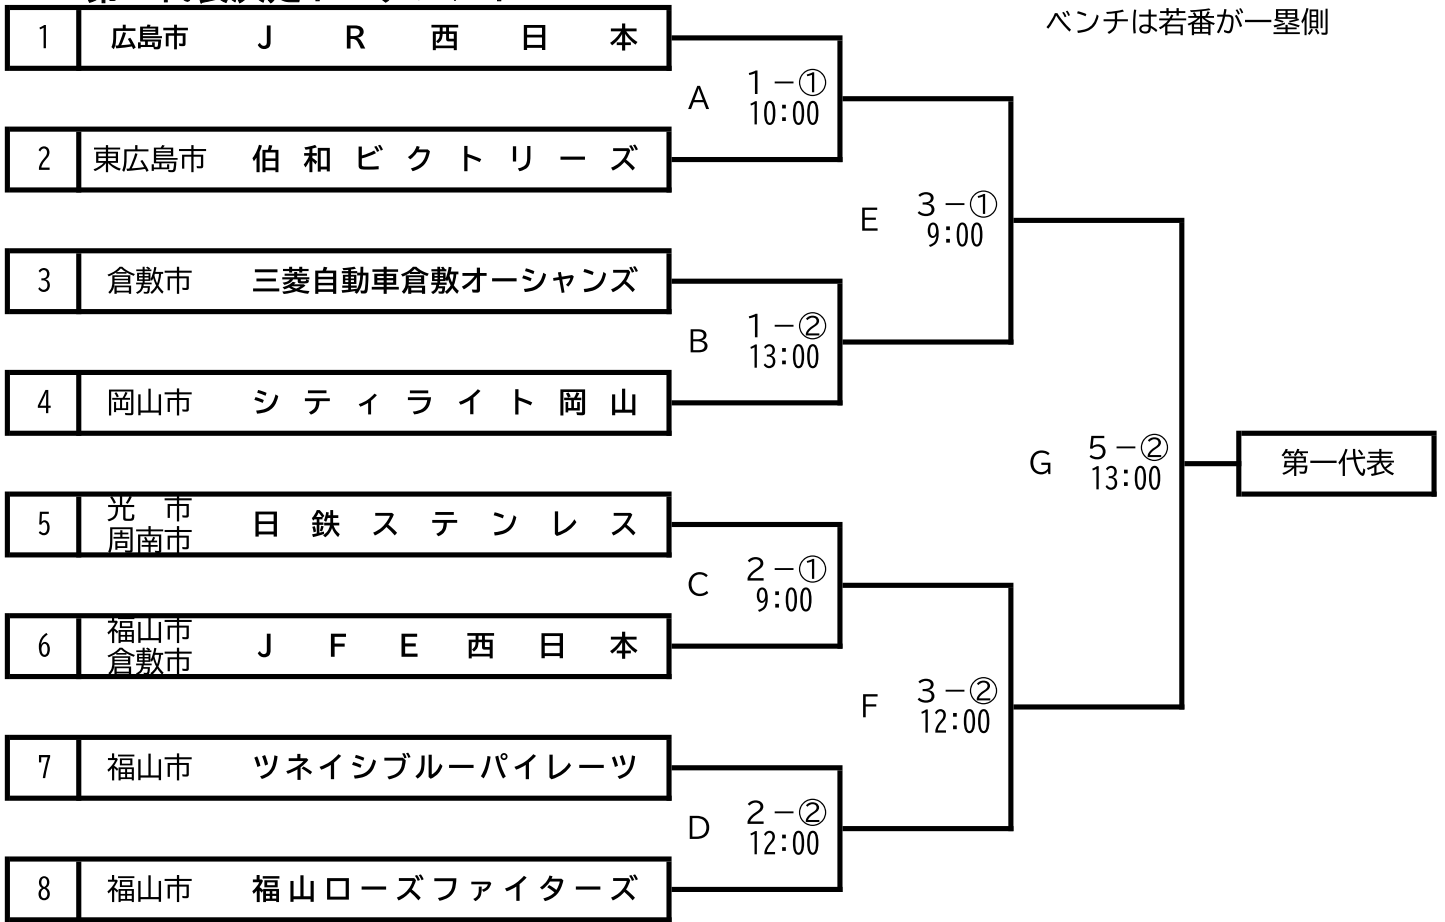 ベンチは若番が一塁側
1 広島市 JR西日本
A 1-① 10:00
2 東広島市 伯和ビクトリーズ
E 3-① 9:00
3 倉敷市 三菱自動車倉敷オーシャンズ
B 1-② 13:00
4 岡山市 シティライト岡山
G 5-② 13:00
第一代表
5 光市 周南市 日鉄ステンレス
C 2-① 9:00
6 福山市 倉敷市 JFE西日本
F 3-② 12:00
7 福山市 ツネイシブルーパイレーツ
D 2-② 12:00
8 福山市 福山ローズファイターズ